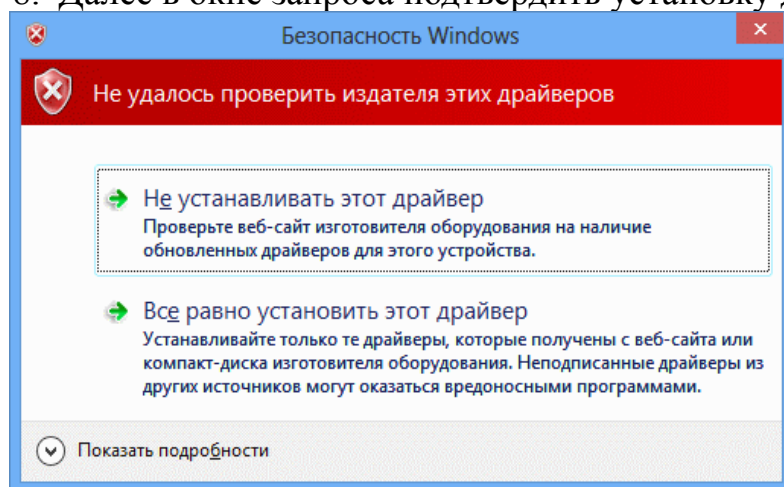 Далее в окне запроса подтвердить установку
Безопасность Windows
Не удалось проверить издателя этих драйверов
Не устанавливать этот драйвер
Проверьте веб-сайт изготовителя оборудования на наличие
обновленных драйверов для этого устройства.
Все равно установить этот драйвер
Устанавливайте только те драйверы, которые получены с веб-сайта или
компакт-диска изготовителя оборудования. Неподписанные драйверы из
других источников могут оказаться вредоносными программами.
Показать подробности